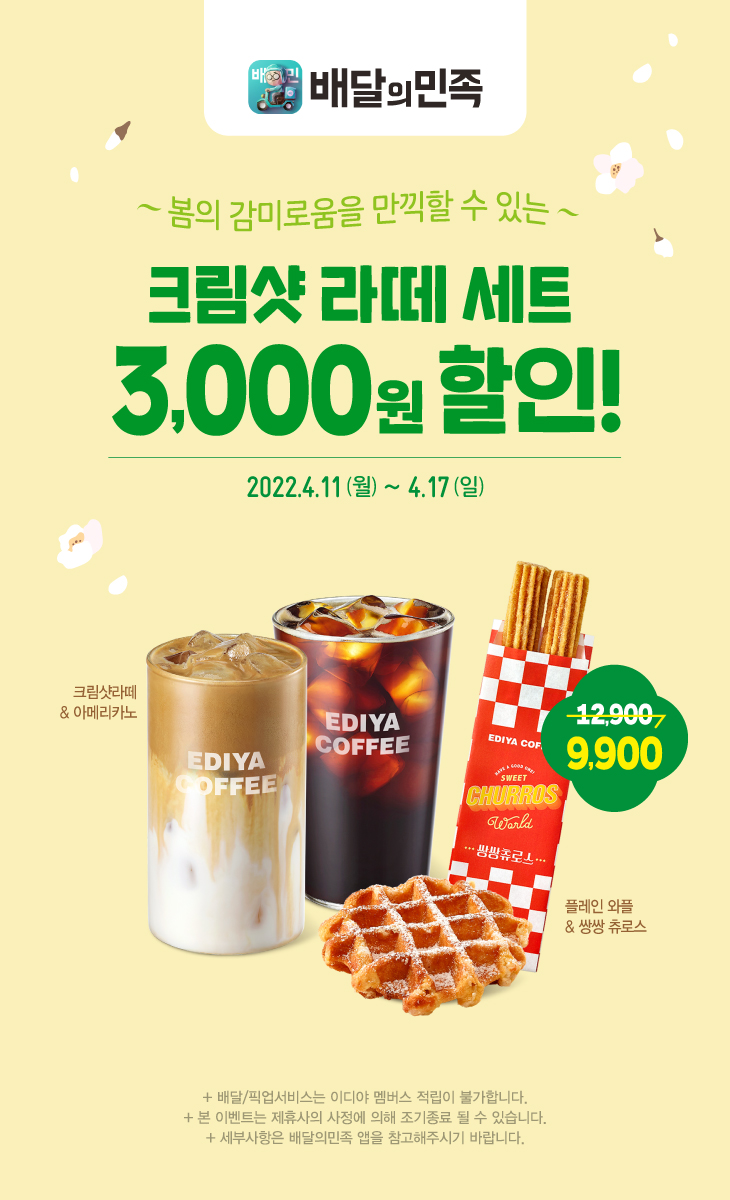 배민
배달의민족
~ 봄의 감미로움을 만끽할 수 있는 ~
크림샷 라떼 세트
3,000원 할인!
2022.4.11 (월) ~ 4.17 (일)
크림샷라떼
& 아메리카노
EDIYA
COFFEE
EDIYA
COFFEE
EDIYA COF
HAVE A GOOD ONE!
SWEET
CHURROS
World
··· 쌍쌍츄로스 ···
12,900
9,900
플레인 와플
& 쌍쌍 츄로스
+ 배달/픽업서비스는 이디야 멤버스 적립이 불가합니다.
+ 본 이벤트는 제휴사의 사정에 의해 조기종료 될 수 있습니다.
+ 세부사항은 배달의민족 앱을 참고해주시기 바랍니다.